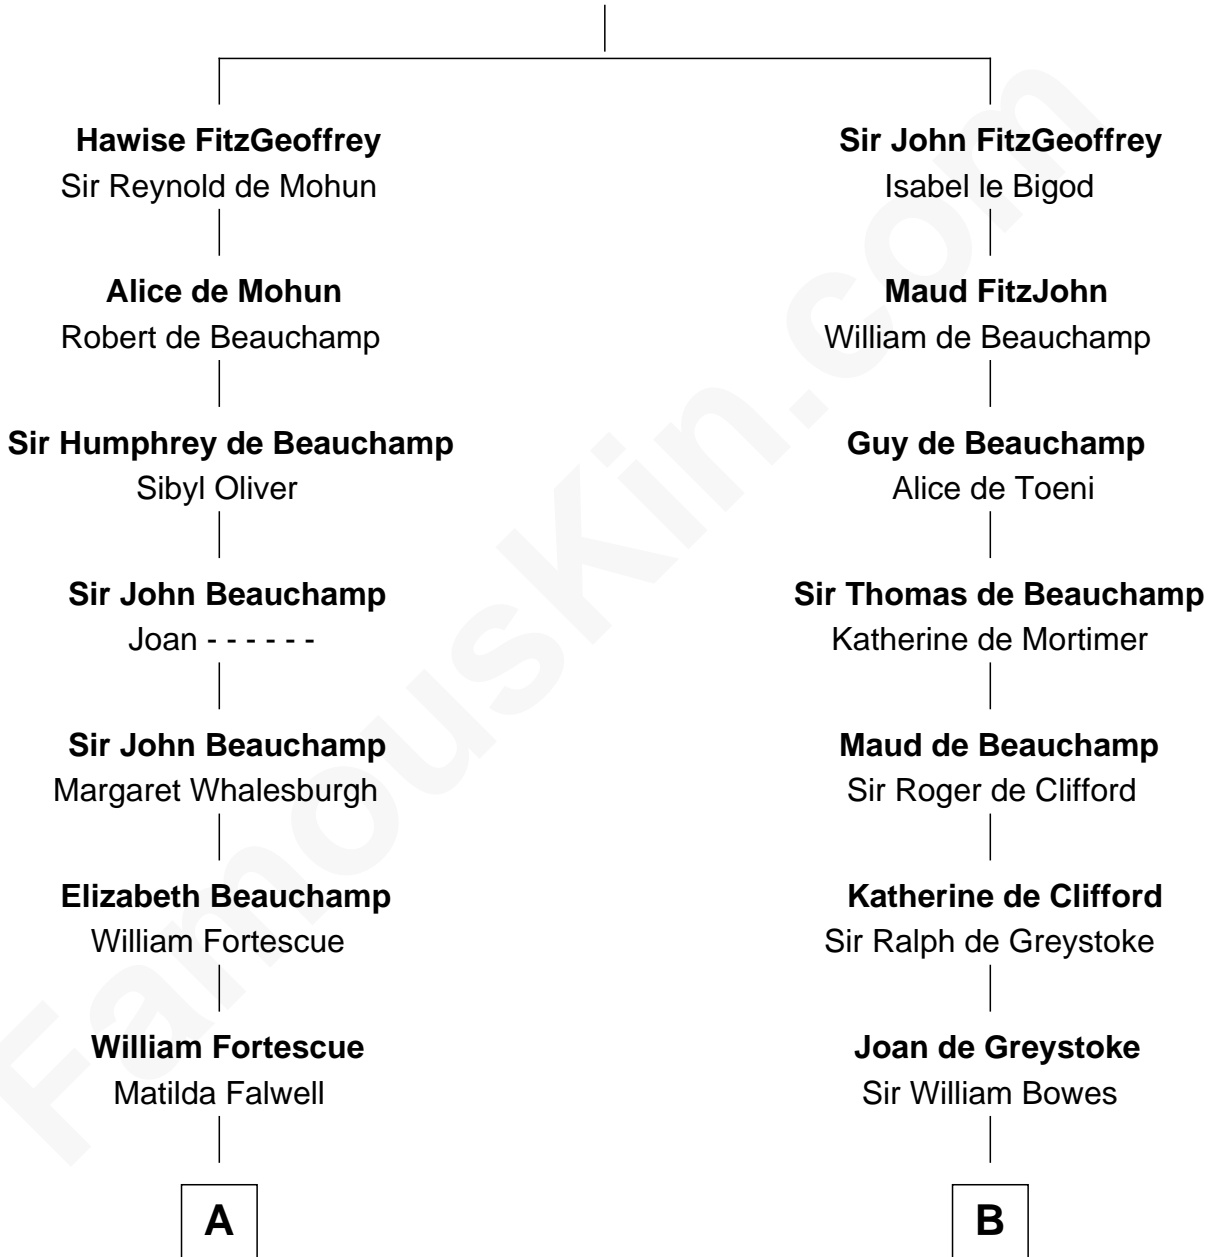 Hawise FitzGeoffrey
Sir Reynold de Mohun
Alice de Mohun
Robert de Beauchamp
Sir Humphrey de Beauchamp
Sibyl Oliver
Sir John Beauchamp
Joan - - - - - -
Sir John Beauchamp
Margaret Whalesburgh
Elizabeth Beauchamp
William Fortescue
William Fortescue
Matilda Falwell
A
Sir John FitzGeoffrey
Isabel le Bigod
Maud FitzJohn
William de Beauchamp
Guy de Beauchamp
Alice de Toeni
Sir Thomas de Beauchamp
Katherine de Mortimer
Maud de Beauchamp
Sir Roger de Clifford
Katherine de Clifford
Sir Ralph de Greystoke
Joan de Greystoke
Sir William Bowes
B
FamousKin.com